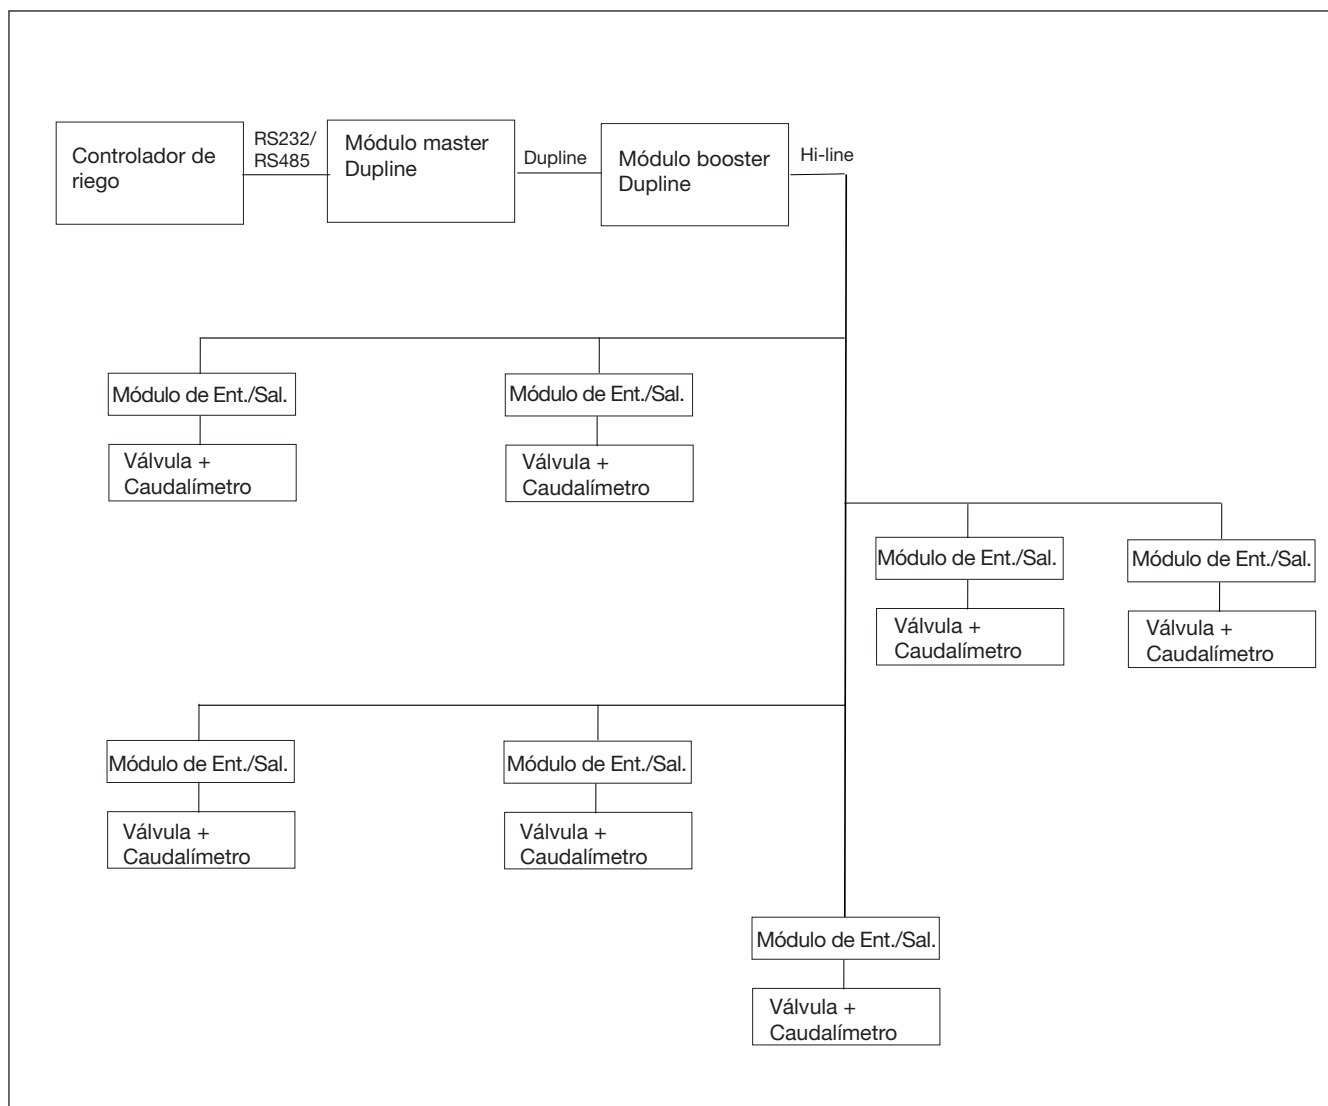 Controlador de
riego
RS232/
RS485
Módulo master
Dupline
Dupline
Módulo booster
Dupline
Hi-line
Módulo de Ent./Sal.
Válvula +
Caudalímetro
Módulo de Ent./Sal.
Válvula +
Caudalímetro
Módulo de Ent./Sal.
Válvula +
Caudalímetro
Módulo de Ent./Sal.
Válvula +
Caudalímetro
Módulo de Ent./Sal.
Válvula +
Caudalímetro
Módulo de Ent./Sal.
Válvula +
Caudalímetro
Módulo de Ent./Sal.
Válvula +
Caudalímetro